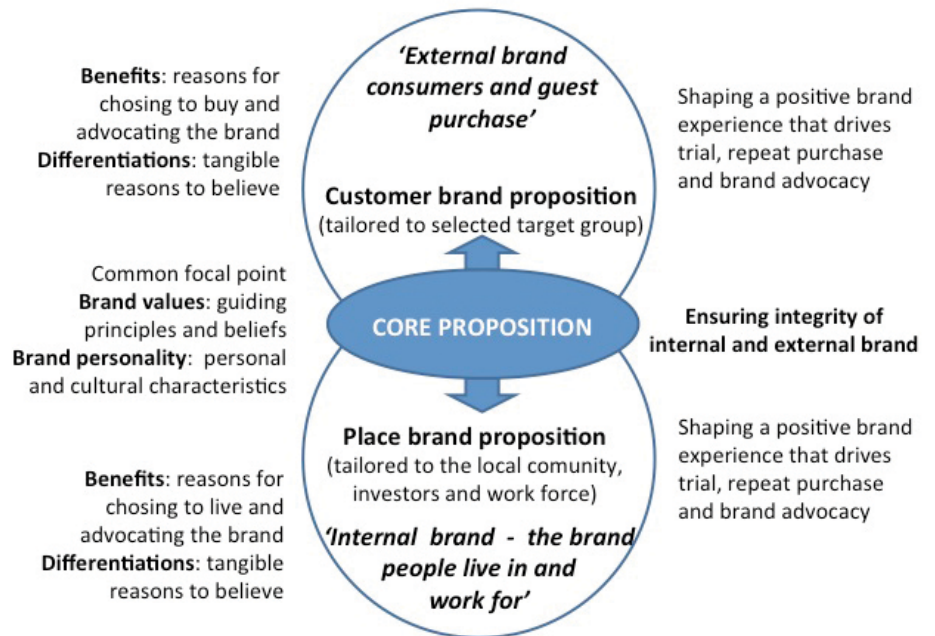 Benefits: reasons for
chosing to buy and
advocating the brand
Differentiations: tangible
reasons to believe
‘External brand
consumers and guest
purchase’
Customer brand proposition
(tailored to selected target group)
Shaping a positive brand
experience that drives
trial, repeat purchase
and brand advocacy
Common focal point
Brand values: guiding
principles and beliefs
Brand personality: personal
and cultural characteristics
CORE PROPOSITION
Ensuring integrity of
internal and external brand
Benefits: reasons for
chosing to live and
advocating the brand
Differentiations: tangible
reasons to believe
Place brand proposition
(tailored to the local comunity,
investors and work force)
‘Internal brand - the brand
people live in and
work for’
Shaping a positive brand
experience that drives
trial, repeat purchase
and brand advocacy